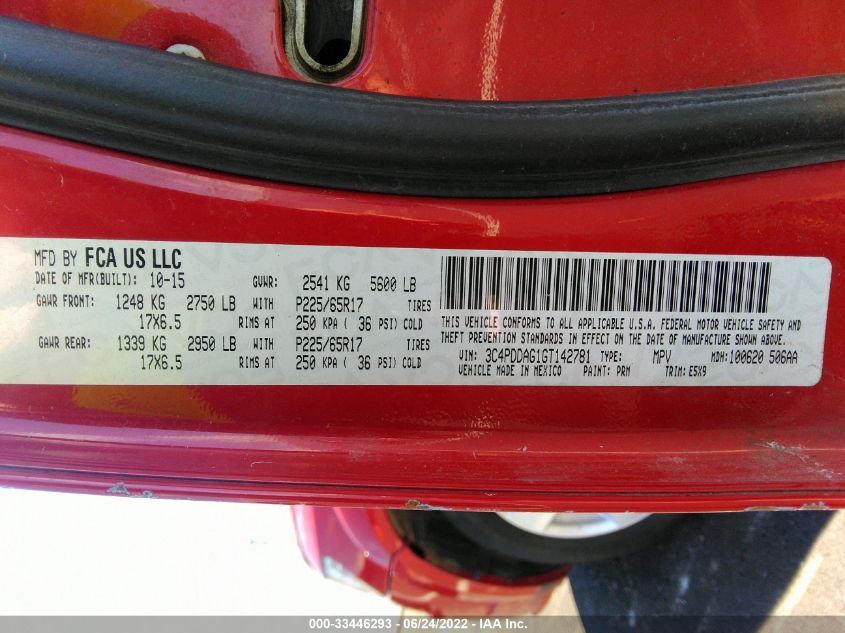 MFD BY FCA US LLC
DATE OF MFR(BUILT): 10-15 GVWR: 2541 KG 5600 LB
GAWR FRONT: 1248 KG 2750 LB WITH P225/65R17 TIRES
17X6.5 RIMS AT 250 KPA ( 36 PSI) COLD
GAWR REAR: 1339 KG 2950 LB WITH P225/65R17 TIRES
17X6.5 RIMS AT 250 KPA ( 36 PSI) COLD
THIS VEHICLE CONFORMS TO ALL APPLICABLE U.S.A. FEDERAL MOTOR VEHICLE SAFETY AND
THEFT PREVENTION STANDARDS IN EFFECT ON THE DATE OF MANUFACTURE SHOWN ABOVE
VIN: 3C4PDDAG1GT142781 TYPE: MPV MDH: 100620 506AA
VEHICLE MADE IN MEXICO PAINT: PRM TRIM: E5X9
000-33446293 - 06/24/2022 - IAA Inc.